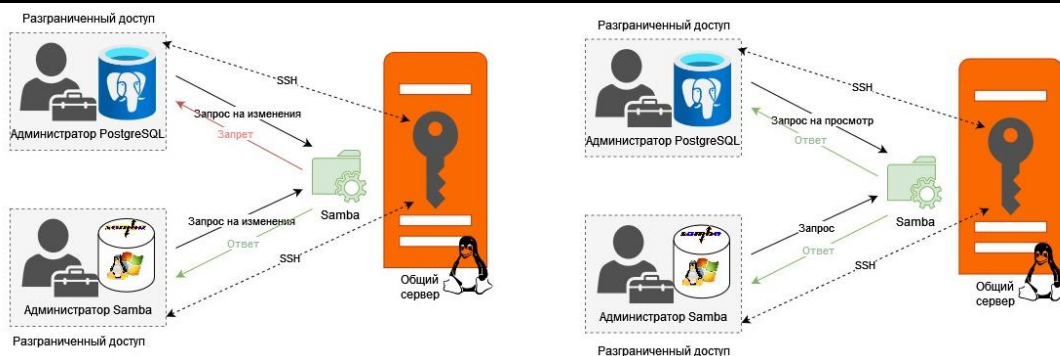 Разграниченный доступ
SSH
Запрос на изменения
Запрет
Администратор PostgreSQL
Samba
Запрос на изменения
Ответ
samba
SSH
Администратор Samba
Общий
сервер
Разграниченный доступ
Разграниченный доступ
SSH
Запрос на просмотр
Ответ
Администратор PostgreSQL
Samba
Запрос
Ответ
samba
SSH
Администратор Samba
Общий
сервер
Разграниченный доступ